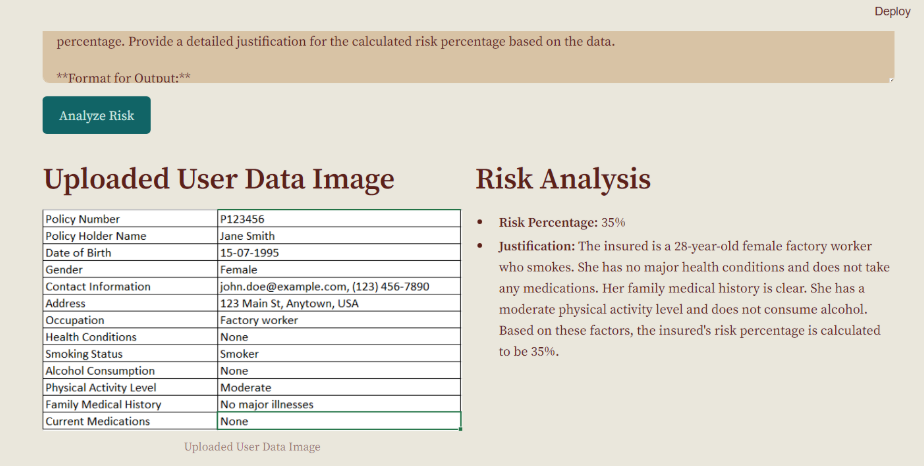 Deploy
percentage. Provide a detailed justification for the calculated risk percentage based on the data.
**Format for Output:**
Analyze Risk
Uploaded User Data Image
Policy Number P123456
Policy Holder Name Jane Smith
Date of Birth 15-07-1995
Gender Female
Contact Information john.doe@example.com, (123) 456-7890
Address 123 Main St, Anytown, USA
Occupation Factory worker
Health Conditions None
Smoking Status Smoker
Alcohol Consumption None
Physical Activity Level Moderate
Family Medical History No major illnesses
Current Medications None
Uploaded User Data Image
Risk Analysis
• Risk Percentage: 35%
• Justification: The insured is a 28-year-old female factory worker
who smokes. She has no major health conditions and does not take
any medications. Her family medical history is clear. She has a
moderate physical activity level and does not consume alcohol.
Based on these factors, the insured's risk percentage is calculated
to be 35%.